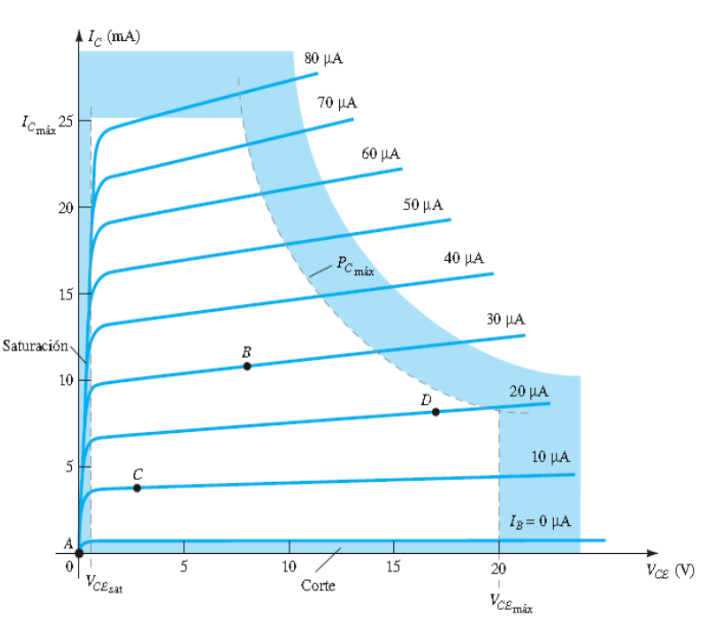 I_C (mA)
80 µA
70 µA
I_C máx 25
60 µA
20
50 µA
P_C máx
40 µA
15
30 µA
Saturación
B
10
20 µA
D
10 µA
5
C
I_B = 0 µA
A
0
5
10
15
20
V_CE (V)
V_CE sat
Corte
V_CE máx